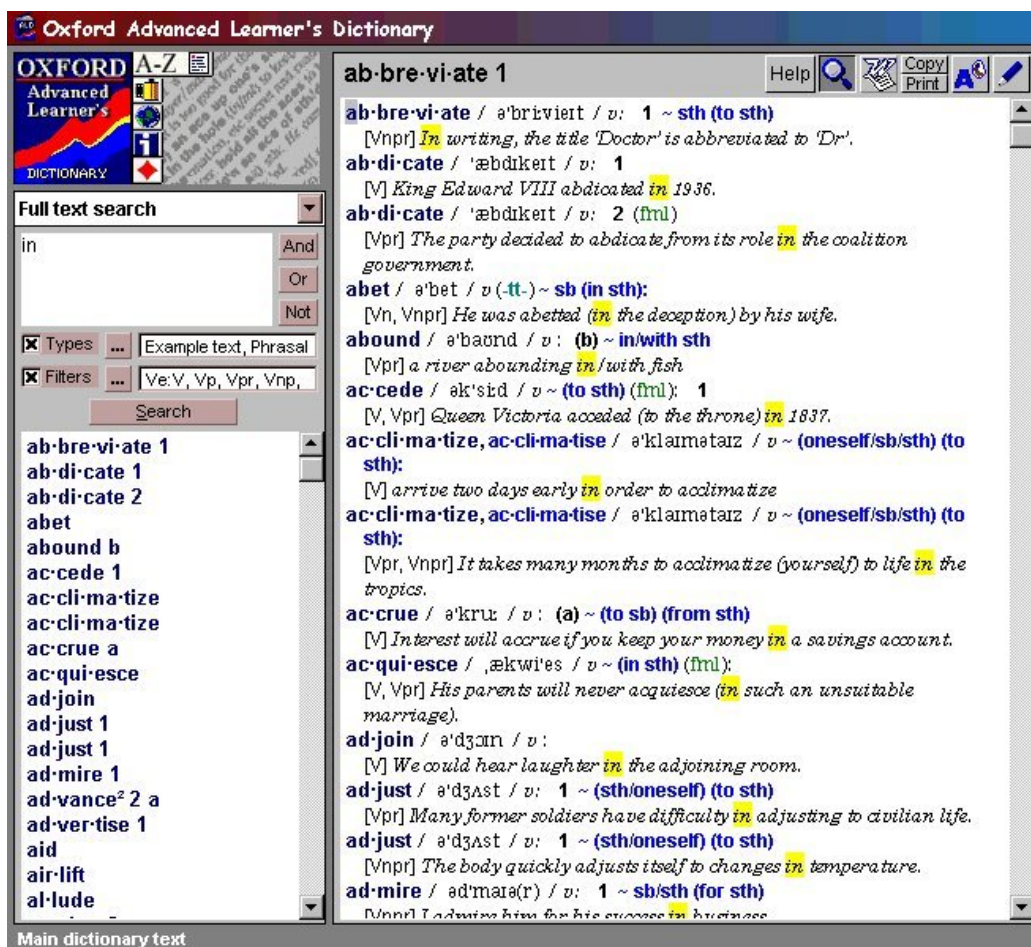 Oxford Advanced Learner's Dictionary
OXFORD
Advanced
Learner's
DICTIONARY
A-Z
Full text search
in
And
Or
Not
Types ... Example text, Phrasal
Filters ... Ve:V, Vp, Vpr, Vnp,
Search
ab·bre·vi·ate 1
ab·di·cate 1
ab·di·cate 2
abet
abound b
ac·cede 1
ac·cli·ma·tize
ac·cli·ma·tize
ac·crue a
ac·qui·esce
ad·join
ad·just 1
ad·just 1
ad·mire 1
ad·vance² 2 a
ad·ver·tise 1
aid
air·lift
al·lude
ab·bre·vi·ate 1
Help
Copy
Print
ab·bre·vi·ate / ə'bri:vieɪt / v: 1 ~ sth (to sth)
[Vnpr] In writing, the title 'Doctor' is abbreviated to 'Dr'.
ab·di·cate / 'æbdɪkeɪt / v: 1
[V] King Edward VIII abdicated in 1936.
ab·di·cate / 'æbdɪkeɪt / v: 2 (fml)
[Vpr] The party decided to abdicate from its role in the coalition
government.
abet / ə'bet / v (-tt-) ~ sb (in sth):
[Vn, Vnpr] He was abetted (in the deception) by his wife.
abound / ə'baʊnd / v: (b) ~ in/with sth
[Vpr] a river abounding in/with fish
ac·cede / ək'si:d / v ~ (to sth) (fml): 1
[V, Vpr] Queen Victoria acceded (to the throne) in 1837.
ac·cli·ma·tize, ac·cli·ma·tise / ə'klaɪmətaɪz / v ~ (oneself/sb/sth) (to
sth):
[V] arrive two days early in order to acclimatize
ac·cli·ma·tize, ac·cli·ma·tise / ə'klaɪmətaɪz / v ~ (oneself/sb/sth) (to
sth):
[Vpr, Vnpr] It takes many months to acclimatize (yourself) to life in the
tropics.
ac·crue / ə'kru: / v: (a) ~ (to sb) (from sth)
[V] Interest will accrue if you keep your money in a savings account.
ac·qui·esce / ˌækwi'es / v ~ (in sth) (fml):
[V, Vpr] His parents will never acquiesce (in such an unsuitable
marriage).
ad·join / ə'dʒɔɪn / v:
[V] We could hear laughter in the adjoining room.
ad·just / ə'dʒʌst / v: 1 ~ (sth/oneself) (to sth)
[Vpr] Many former soldiers have difficulty in adjusting to civilian life.
ad·just / ə'dʒʌst / v: 1 ~ (sth/oneself) (to sth)
[Vnpr] The body quickly adjusts itself to changes in temperature.
ad·mire / əd'maɪə(r) / v: 1 ~ sb/sth (for sth)
[Vnpr] I admire him for his success in business.
Main dictionary text